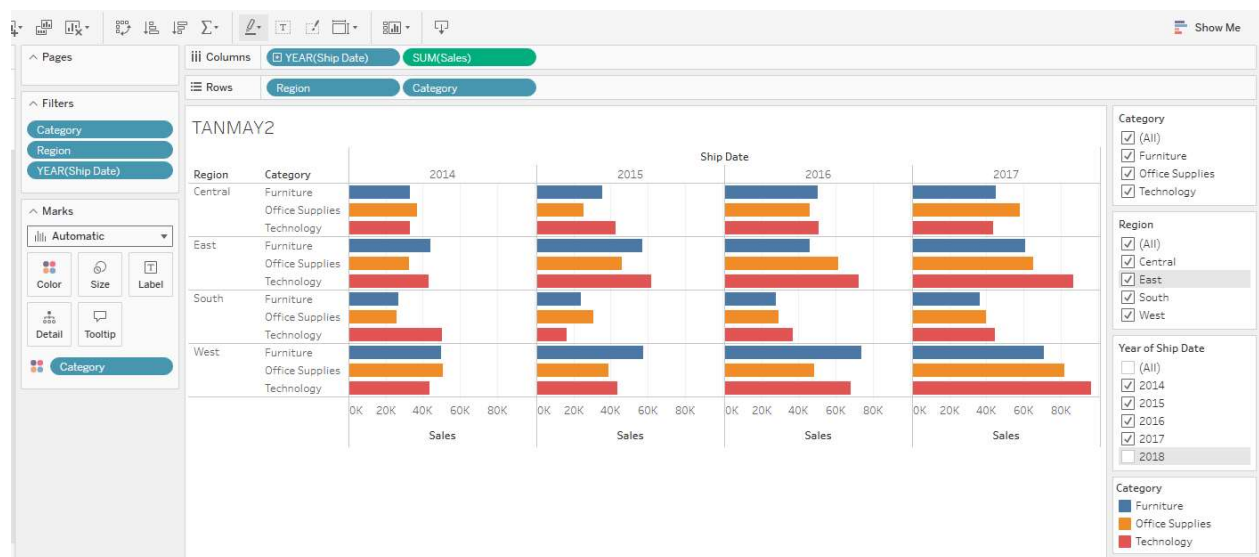 Show Me
Pages
Columns
YEAR(Ship Date)
SUM(Sales)
Rows
Region
Category
Filters
Category
Region
YEAR(Ship Date)
Marks
Automatic
Color
Size
Label
Detail
Tooltip
Category
TANMAY2
Ship Date
Region Category 2014 2015 2016 2017
Central Furniture
Office Supplies
Technology
East Furniture
Office Supplies
Technology
South Furniture
Office Supplies
Technology
West Furniture
Office Supplies
Technology
0K 20K 40K 60K 80K 0K 20K 40K 60K 80K 0K 20K 40K 60K 80K 0K 20K 40K 60K 80K
Sales Sales Sales Sales
Category
(All)
Furniture
Office Supplies
Technology
Region
(All)
Central
East
South
West
Year of Ship Date
(All)
2014
2015
2016
2017
2018
Category
Furniture
Office Supplies
Technology